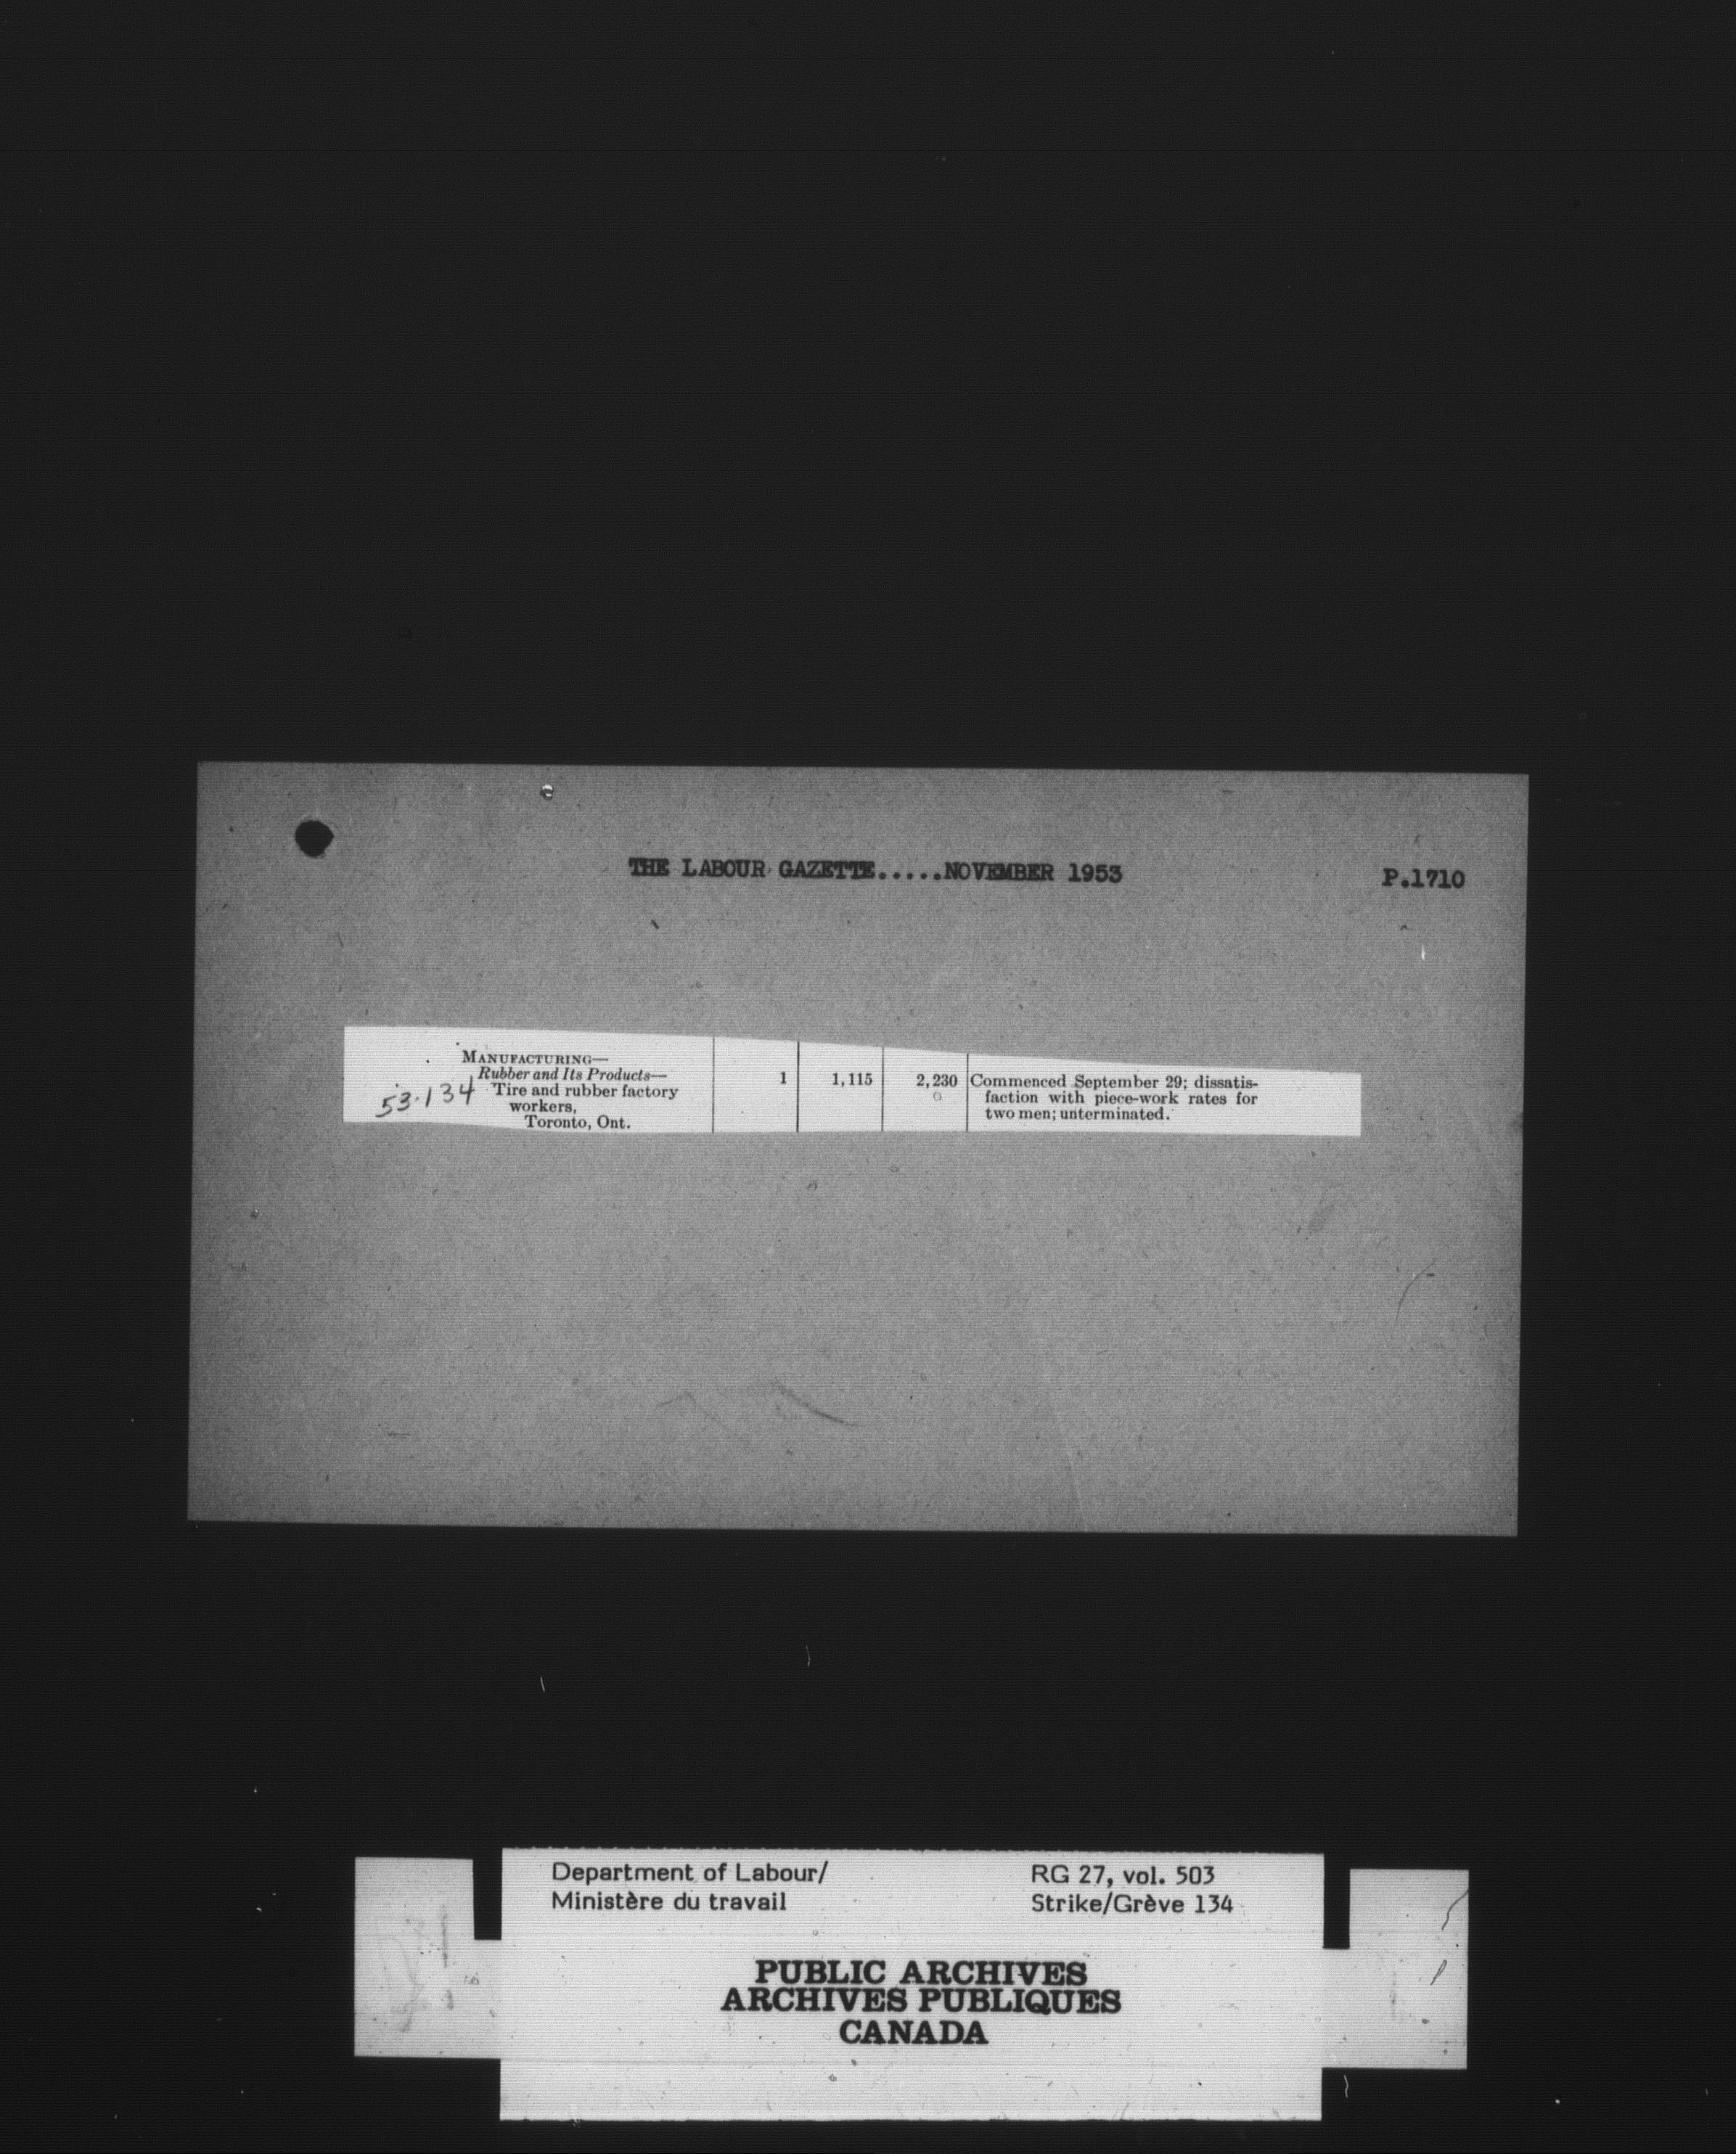 THE LABOUR GAZETTE.....NOVEMBER 1953 P.1710
MANUFACTURING—
Rubber and Its Products—
53.134 Tire and rubber factory
workers,
Toronto, Ont.
1
1,115
2,230
Commenced September 29; dissatis-
faction with piece-work rates for
two men; unterminated.
Department of Labour/
Ministère du travail
RG 27, vol. 503
Strike/Grève 134
PUBLIC ARCHIVES
ARCHIVES PUBLIQUES
CANADA